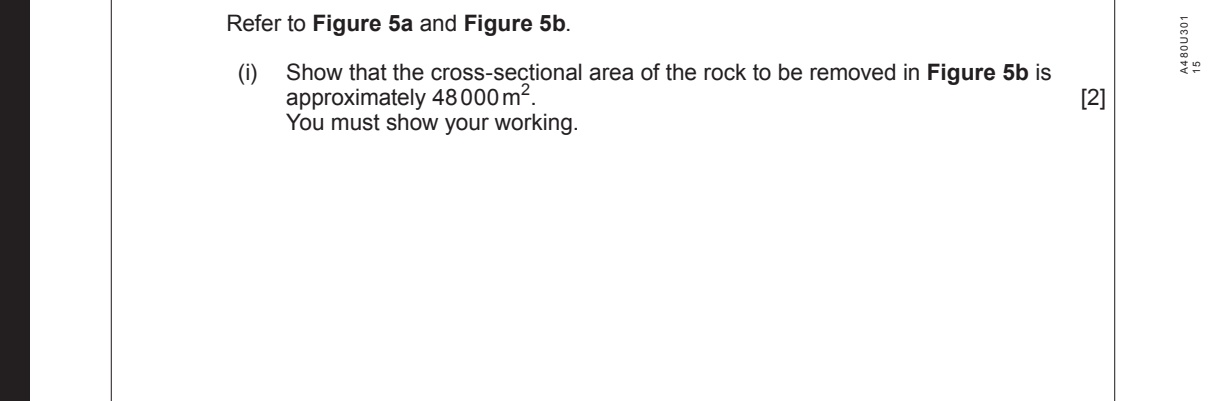 Refer to Figure 5a and Figure 5b.
(i) Show that the cross-sectional area of the rock to be removed in Figure 5b is
approximately 48 000 m². [2]
You must show your working.
A480U301
15